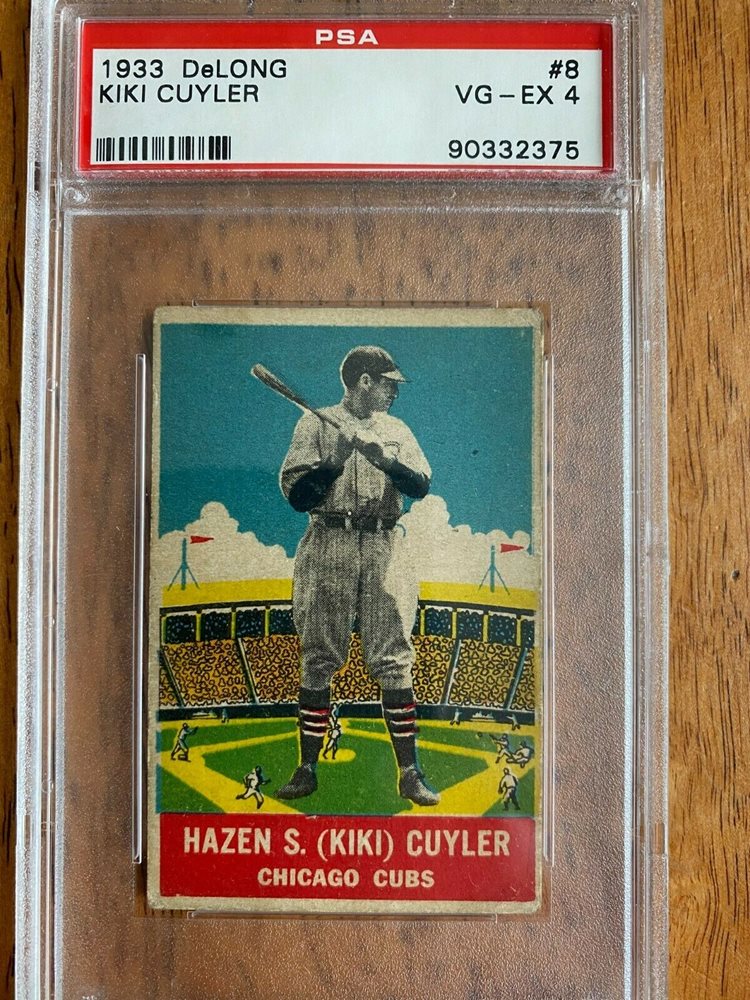 PSA
1933 DeLONG #8
KIKI CUYLER VG-EX 4
90332375
HAZEN S. (KIKI) CUYLER
CHICAGO CUBS